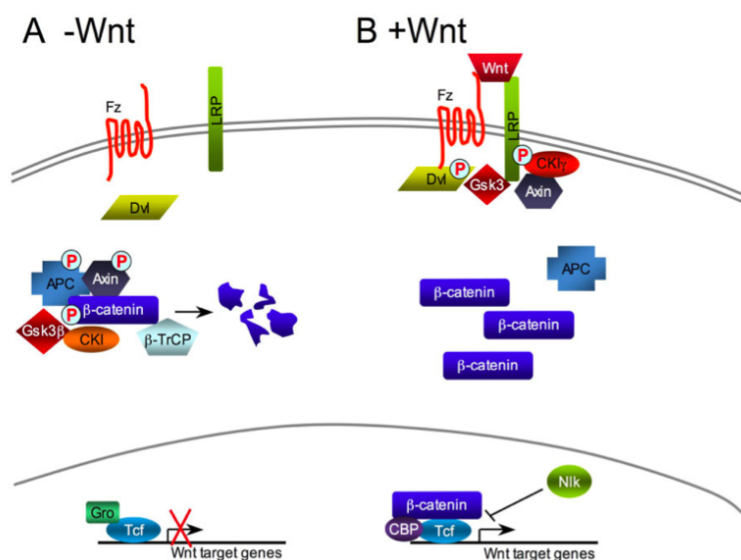 A -Wnt
Fz
LRP
Dvl
P
P
APC
Axin
P
β-catenin
Gsk3β
CKI
β-TrCP
Gro
Tcf
Wnt target genes
B +Wnt
Wnt
Fz
LRP
P
P
CKIγ
Dvl
Gsk3
Axin
APC
β-catenin
β-catenin
β-catenin
Nlk
β-catenin
CBP
Tcf
Wnt target genes